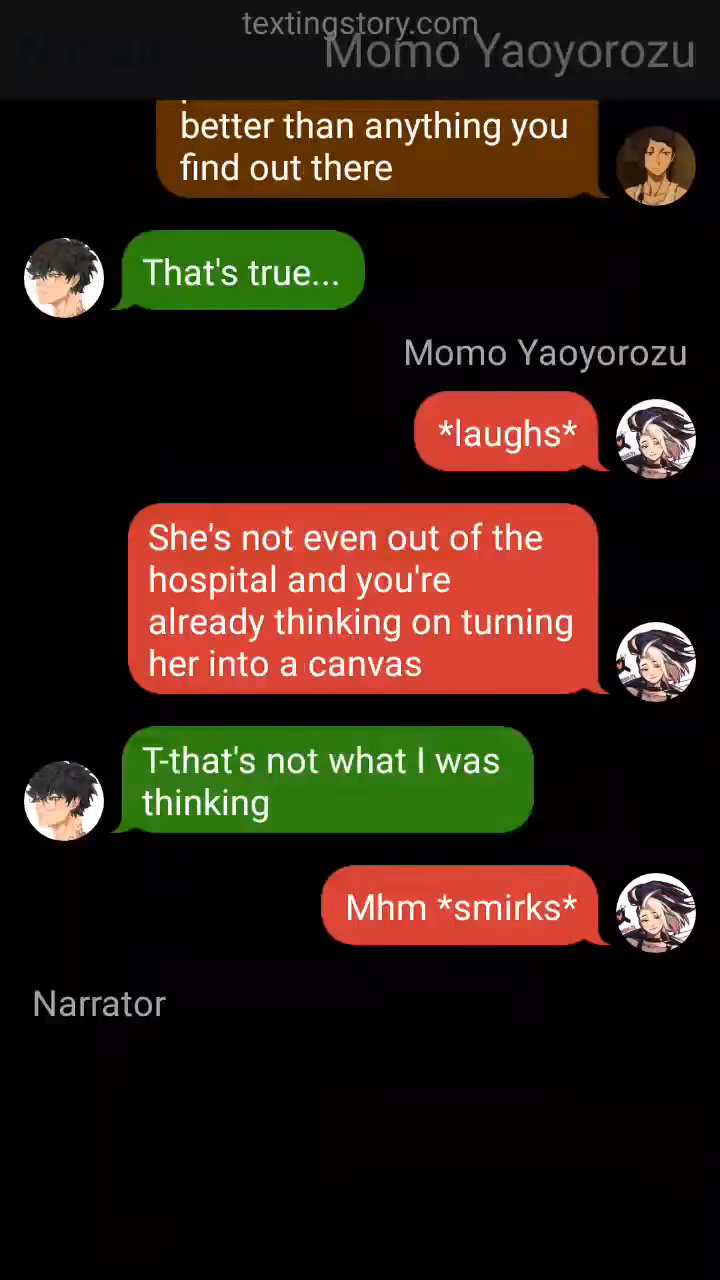 textingstory.com
Momo Yaoyorozu
better than anything you
find out there
That's true...
Momo Yaoyorozu
*laughs*
She's not even out of the
hospital and you're
already thinking on turning
her into a canvas
T-that's not what I was
thinking
Mhm *smirks*
Narrator